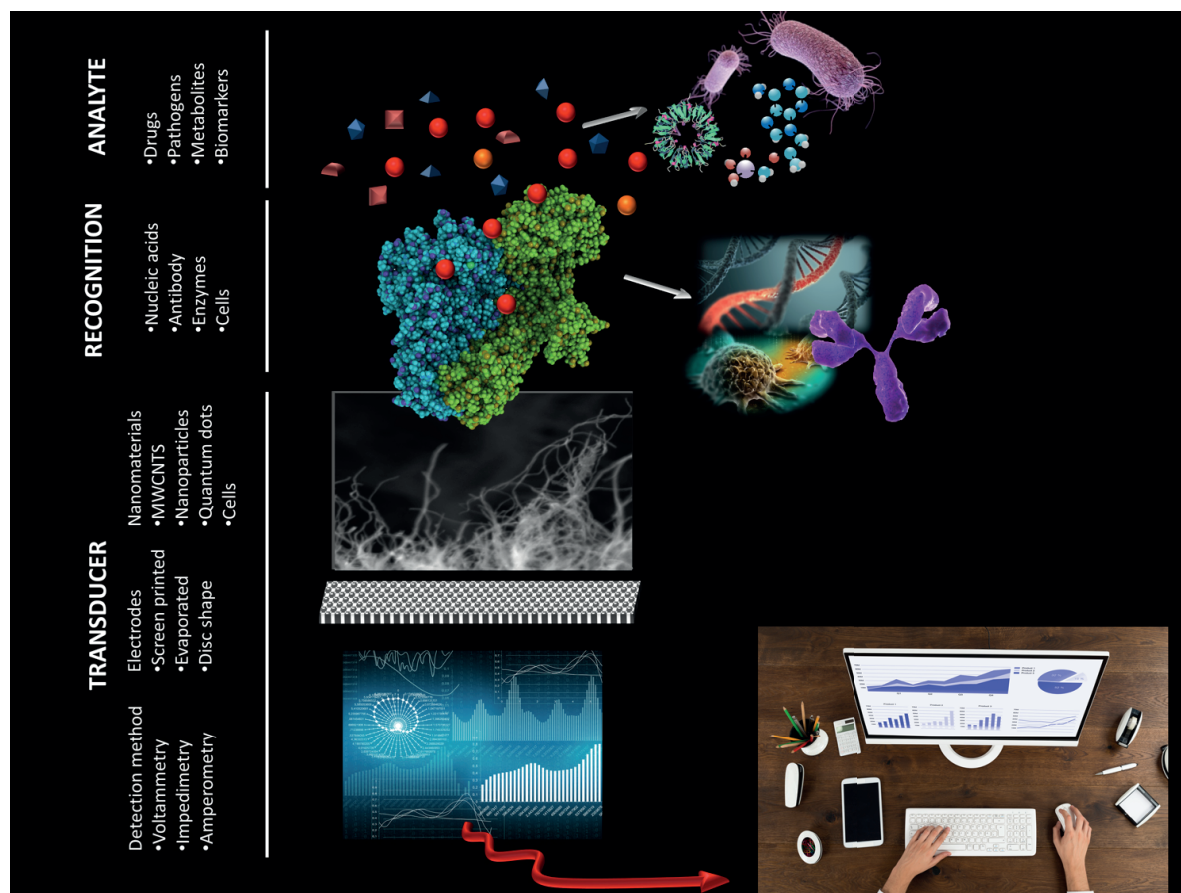 ANALYTE
•Drugs
•Pathogens
•Metabolites
•Biomarkers
RECOGNITION
•Nucleic acids
•Antibody
•Enzymes
•Cells
TRANSDUCER
Nanomaterials
•MWCNTS
•Nanoparticles
•Quantum dots
•Cells
Electrodes
•Screen printed
•Evaporated
•Disc shape
Detection method
•Voltammetry
•Impedimetry
•Amperometry